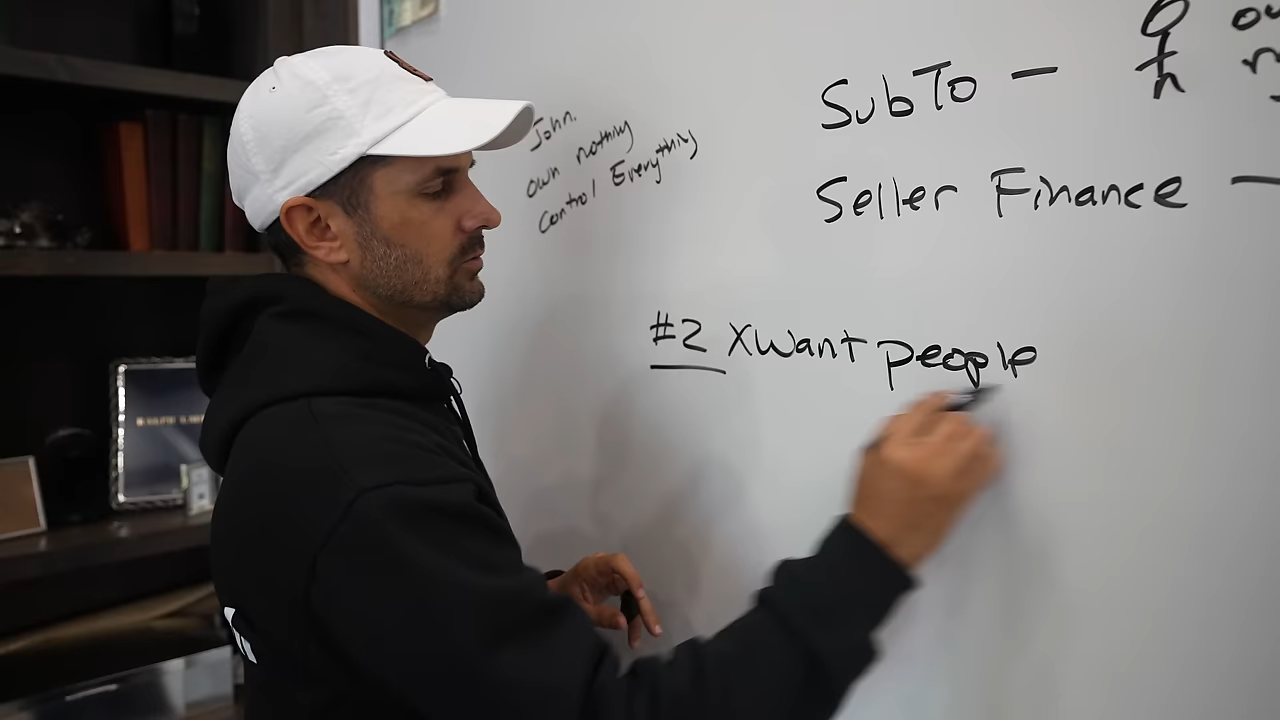 John.
own nothing
control Everything
SubTo -
Seller Finance -
#2 XWant people